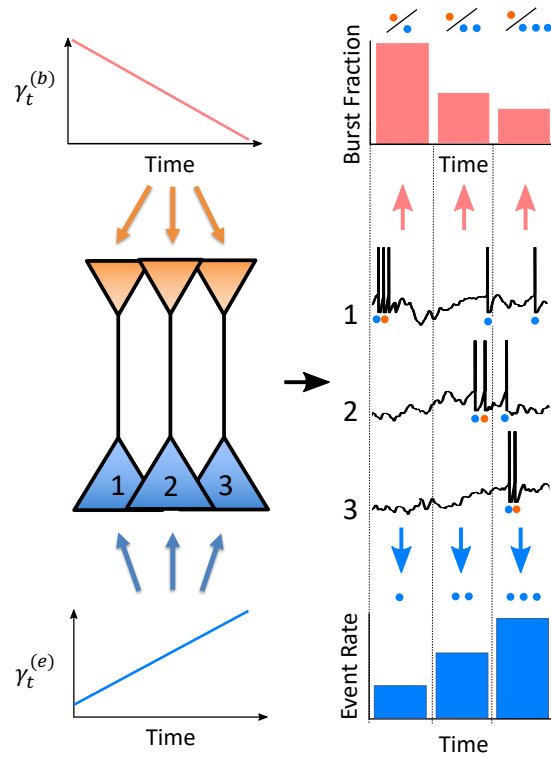 γₜ⁽ᵇ⁾
Time
Burst Fraction
Time
1
2
3
1 2 3
γₜ⁽ᵉ⁾
Time
Event Rate
Time